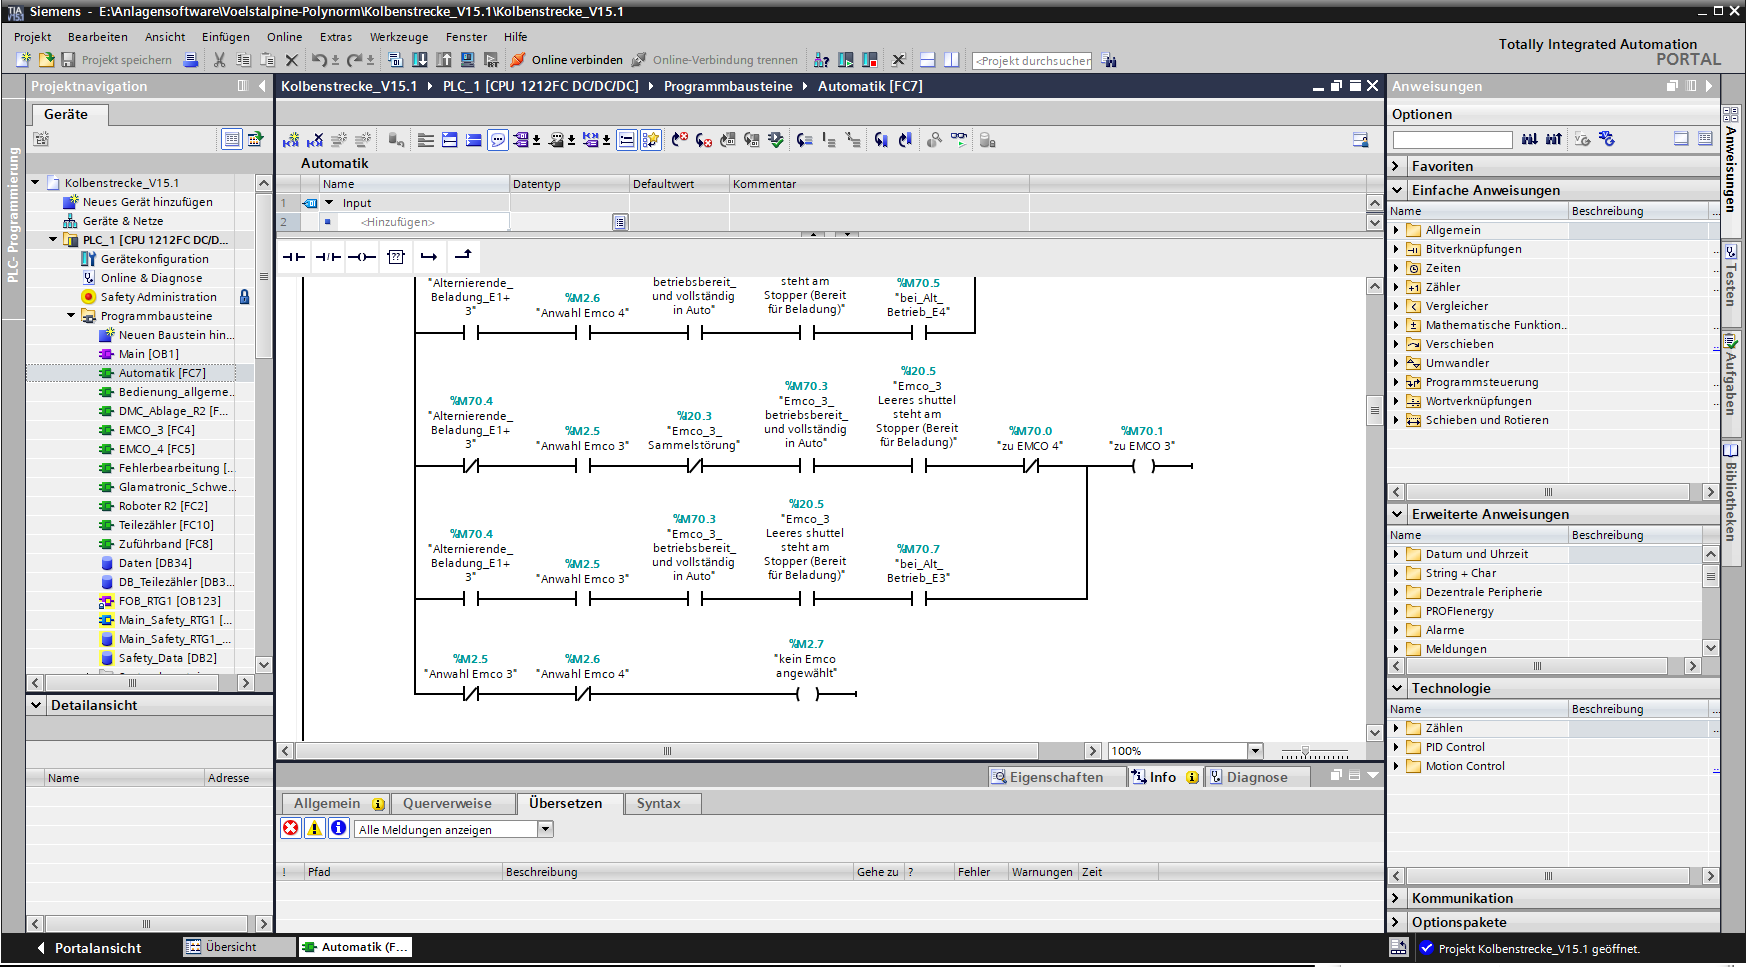 Siemens - E:\Anlagensoftware\Voelstalpine-Polynorm\Kolbenstrecke_V15.1\Kolbenstrecke_V15.1
Projekt Bearbeiten Ansicht Einfügen Online Extras Werkzeuge Fenster Hilfe
Totally Integrated Automation
PORTAL
Projekt speichern Online verbinden Online-Verbindung trennen <Projekt durchsuchen
Projektnavigation
Geräte
PLC- Programmierung
Kolbenstrecke_V15.1
Neues Gerät hinzufügen
Geräte & Netze
PLC_1 [CPU 1212FC DC/D...
Gerätekonfiguration
Online & Diagnose
Safety Administration
Programmbausteine
Neuen Baustein hin...
Main [OB1]
Automatik [FC7]
Bedienung_allgeme...
DMC_Ablage_R2 [F...
EMCO_3 [FC4]
EMCO_4 [FC5]
Fehlerbearbeitung [...
Glamatronic_Schwe...
Roboter R2 [FC2]
Teilezähler [FC10]
Zuführband [FC8]
Daten [DB34]
DB_Teilezähler [DB3...
FOB_RTG1 [OB123]
Main_Safety_RTG1 [...
Main_Safety_RTG1_...
Safety_Data [DB2]
Detailansicht
Name Adresse
Kolbenstrecke_V15.1 PLC_1 [CPU 1212FC DC/DC/DC] Programmbausteine Automatik [FC7]
Automatik
Name Datentyp Defaultwert Kommentar
1 Input
2 <Hinzufügen>
"Alternierende_
Beladung_E1+
3"
%M2.6
"Anwahl Emco 4"
betriebsbereit_
und vollständig
in Auto"
steht am
Stopper (Bereit
für Beladung)"
%M70.5
"bei_Alt_
Betrieb_E4"
%M70.4
"Alternierende_
Beladung_E1+
3"
%M2.5
"Anwahl Emco 3"
%I20.3
"Emco_3_
Sammelstörung"
%M70.3
"Emco_3_
betriebsbereit_
und vollständig
in Auto"
%I20.5
"Emco_3
Leeres shuttel
steht am
Stopper (Bereit
für Beladung)"
%M70.0
"zu EMCO 4"
%M70.1
"zu EMCO 3"
%M70.4
"Alternierende_
Beladung_E1+
3"
%M2.5
"Anwahl Emco 3"
%M70.3
"Emco_3_
betriebsbereit_
und vollständig
in Auto"
%I20.5
"Emco_3
Leeres shuttel
steht am
Stopper (Bereit
für Beladung)"
%M70.7
"bei_Alt_
Betrieb_E3"
%M2.5
"Anwahl Emco 3"
%M2.6
"Anwahl Emco 4"
%M2.7
"kein Emco
angewählt"
100%
Eigenschaften Info Diagnose
Allgemein Querverweise Übersetzen Syntax
Alle Meldungen anzeigen
! Pfad Beschreibung Gehe zu ? Fehler Warnungen Zeit
Anweisungen
Optionen
Favoriten
Einfache Anweisungen
Name Beschreibung
Allgemein
Bitverknüpfungen
Zeiten
Zähler
Vergleicher
Mathematische Funktion..
Verschieben
Umwandler
Programmsteuerung
Wortverknüpfungen
Schieben und Rotieren
Erweiterte Anweisungen
Name Beschreibung
Datum und Uhrzeit
String + Char
Dezentrale Peripherie
PROFIenergy
Alarme
Meldungen
Technologie
Name Beschreibung
Zählen
PID Control
Motion Control
Kommunikation
Optionspakete
Anweisungen
Testen
Aufgaben
Bibliotheken
Portalansicht Übersicht Automatik (F...
Projekt Kolbenstrecke_V15.1 geöffnet.